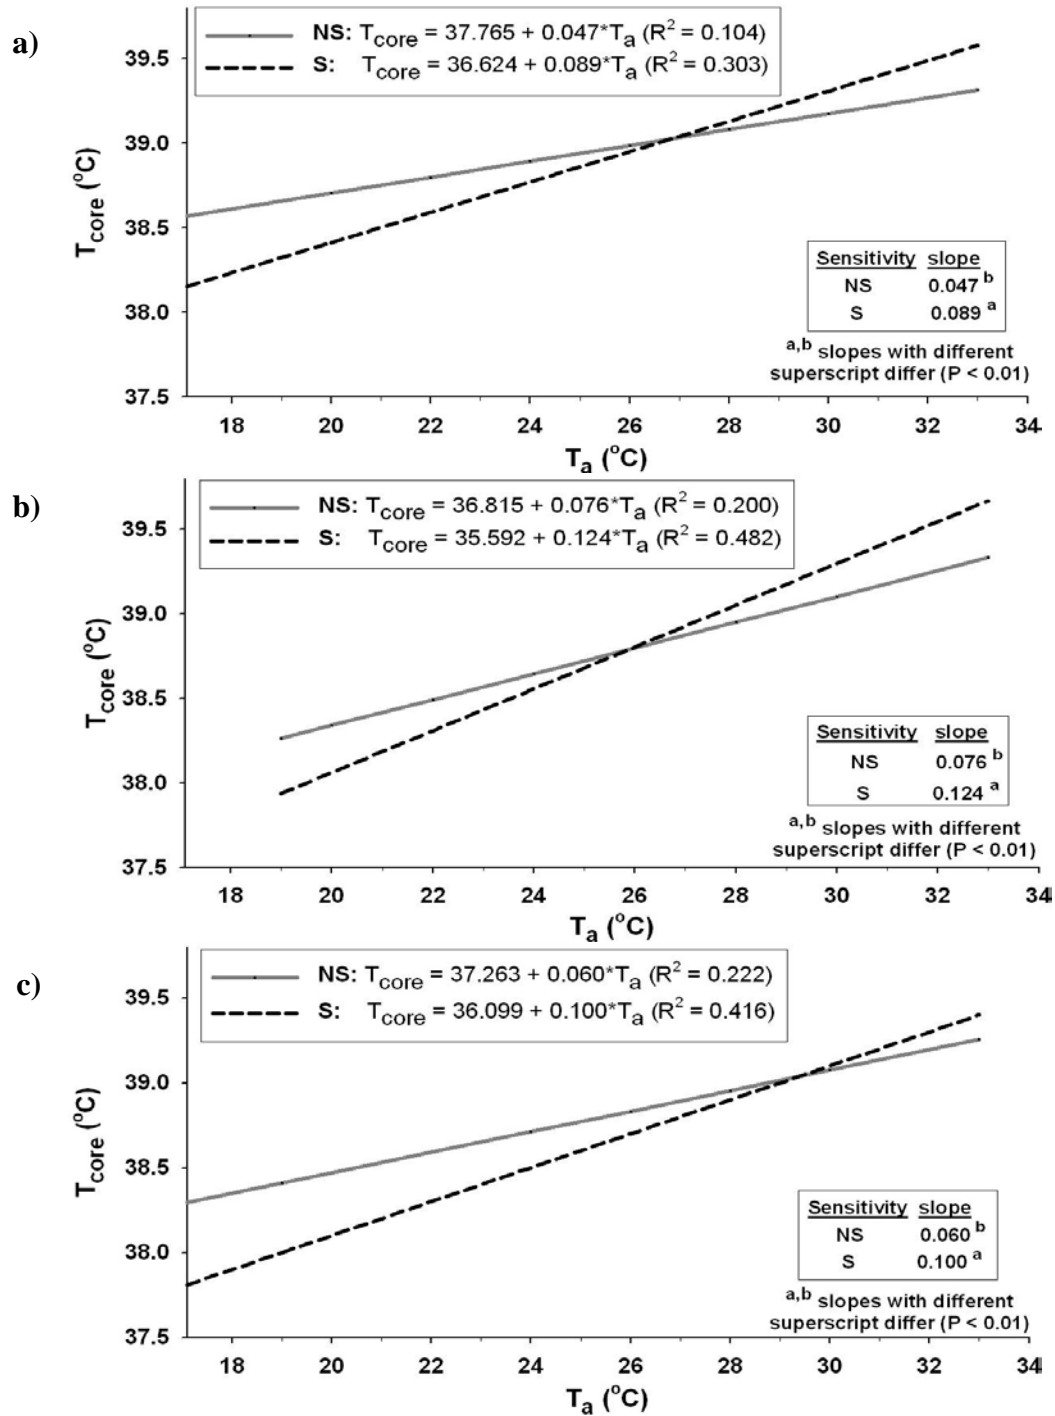 a)
NS: Tcore = 37.765 + 0.047*Ta (R² = 0.104)
S: Tcore = 36.624 + 0.089*Ta (R² = 0.303)
39.5
39.0
38.5
38.0
37.5
Tcore (°C)
Sensitivity slope
NS 0.047 b
S 0.089 a
a,b slopes with different
superscript differ (P < 0.01)
18 20 22 24 26 28 30 32 34
Ta (°C)
b)
NS: Tcore = 36.815 + 0.076*Ta (R² = 0.200)
S: Tcore = 35.592 + 0.124*Ta (R² = 0.482)
39.5
39.0
38.5
38.0
37.5
Tcore (°C)
Sensitivity slope
NS 0.076 b
S 0.124 a
a,b slopes with different
superscript differ (P < 0.01)
18 20 22 24 26 28 30 32 34
Ta (°C)
c)
NS: Tcore = 37.263 + 0.060*Ta (R² = 0.222)
S: Tcore = 36.099 + 0.100*Ta (R² = 0.416)
39.5
39.0
38.5
38.0
37.5
Tcore (°C)
Sensitivity slope
NS 0.060 b
S 0.100 a
a,b slopes with different
superscript differ (P < 0.01)
18 20 22 24 26 28 30 32 34
Ta (°C)